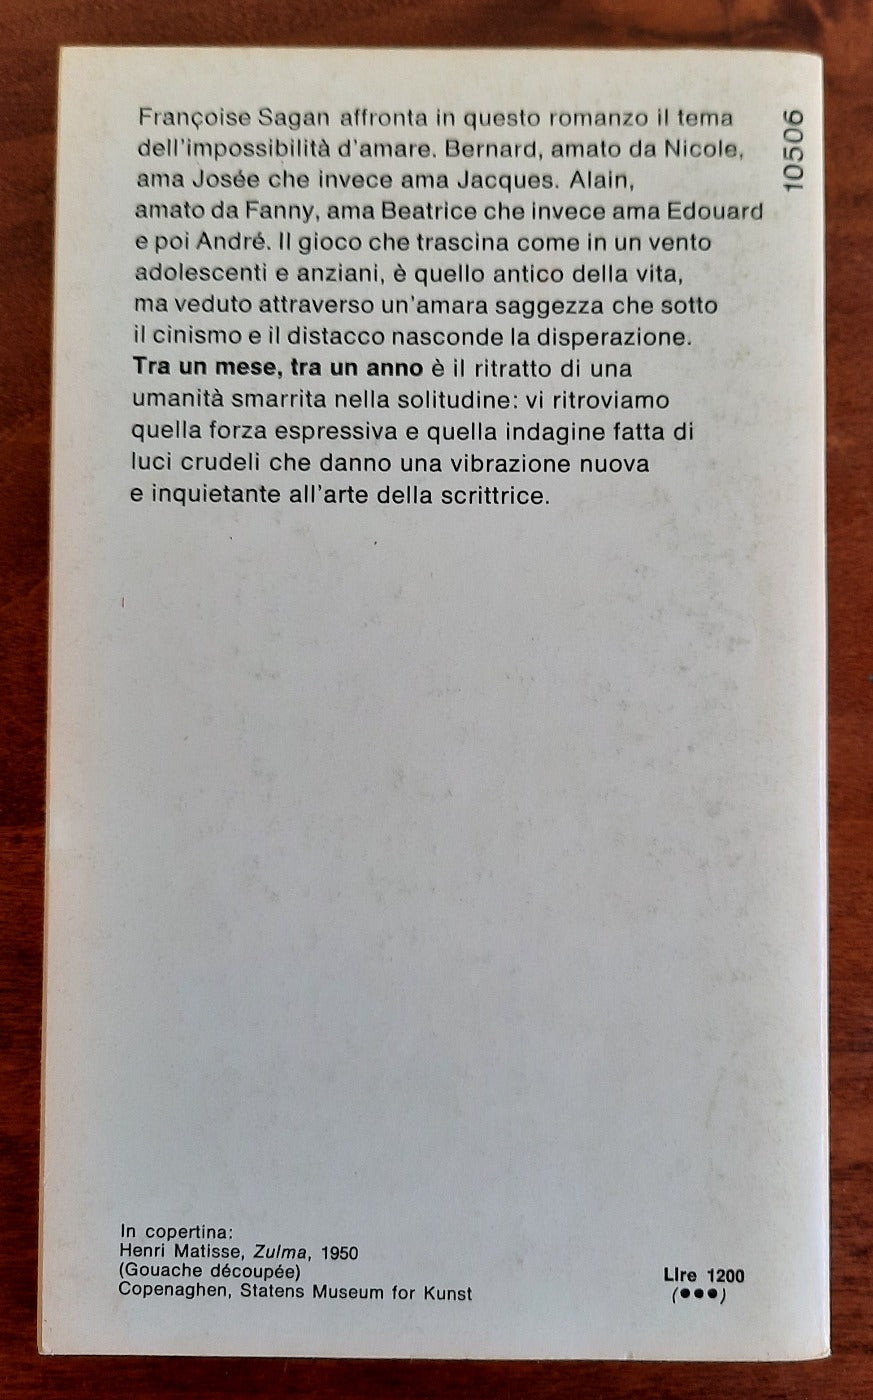 Françoise Sagan affronta in questo romanzo il tema
dell'impossibilità d'amare. Bernard, amato da Nicole,
ama Josée che invece ama Jacques. Alain,
amato da Fanny, ama Beatrice che invece ama Edouard
e poi André. Il gioco che trascina come in un vento
adolescenti e anziani, è quello antico della vita,
ma veduto attraverso un'amara saggezza che sotto
il cinismo e il distacco nasconde la disperazione.
Tra un mese, tra un anno è il ritratto di una
umanità smarrita nella solitudine: vi ritroviamo
quella forza espressiva e quella indagine fatta di
luci crudeli che danno una vibrazione nuova
e inquietante all'arte della scrittrice.
10506
In copertina:
Henri Matisse, Zulma, 1950
(Gouache découpée)
Copenaghen, Statens Museum for Kunst
Lire 1200
(●●●)